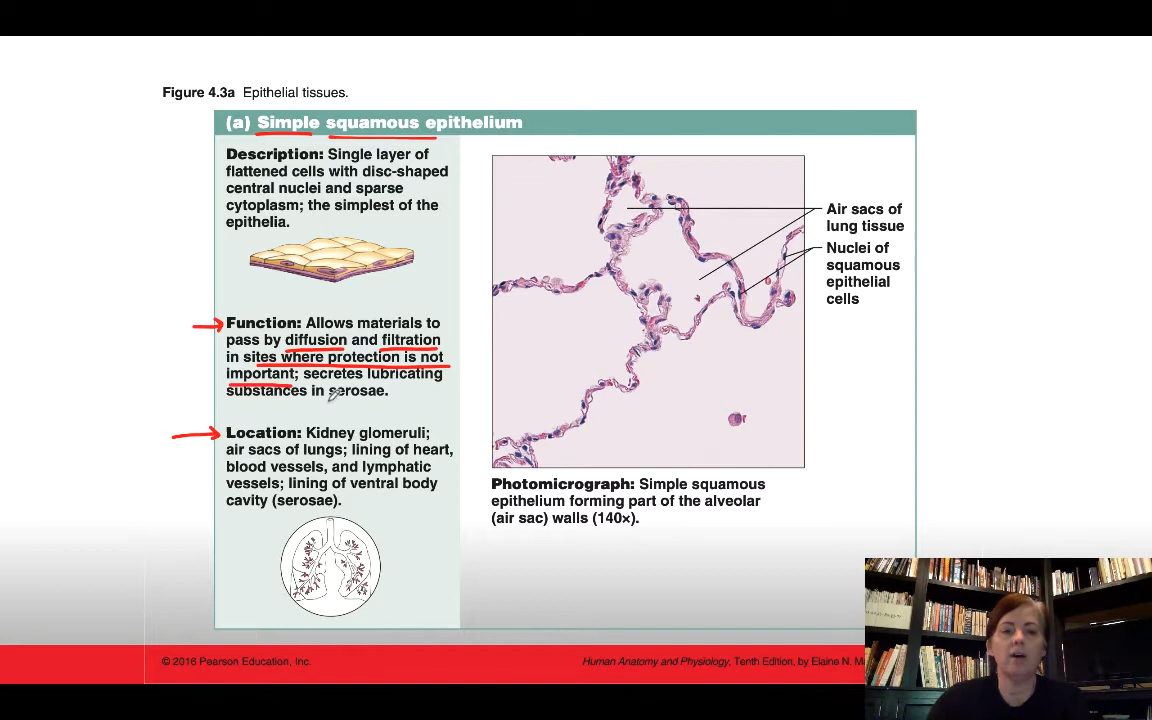 Figure 4.3a Epithelial tissues.
(a) Simple squamous epithelium
Description: Single layer of
flattened cells with disc-shaped
central nuclei and sparse
cytoplasm; the simplest of the
epithelia.
Function: Allows materials to
pass by diffusion and filtration
in sites where protection is not
important; secretes lubricating
substances in serosae.
Location: Kidney glomeruli;
air sacs of lungs; lining of heart,
blood vessels, and lymphatic
vessels; lining of ventral body
cavity (serosae).
Air sacs of
lung tissue
Nuclei of
squamous
epithelial
cells
Photomicrograph: Simple squamous
epithelium forming part of the alveolar
(air sac) walls (140×).
© 2016 Pearson Education, Inc.
Human Anatomy and Physiology, Tenth Edition, by Elaine N.